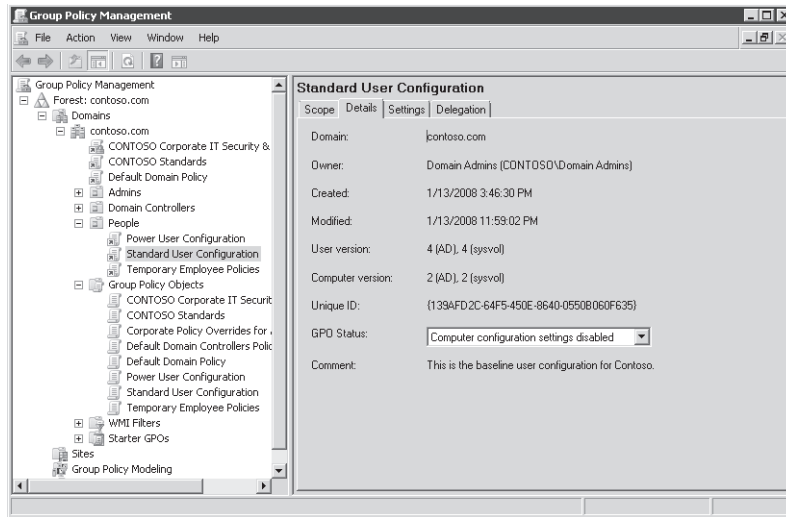 Group Policy Management
File Action View Window Help
Group Policy Management
Forest: contoso.com
Domains
contoso.com
CONTOSO Corporate IT Security &
CONTOSO Standards
Default Domain Policy
Admins
Domain Controllers
People
Power User Configuration
Standard User Configuration
Temporary Employee Policies
Group Policy Objects
CONTOSO Corporate IT Securit
CONTOSO Standards
Corporate Policy Overrides for
Default Domain Controllers Polic
Default Domain Policy
Power User Configuration
Standard User Configuration
Temporary Employee Policies
WMI Filters
Starter GPOs
Sites
Group Policy Modeling
Standard User Configuration
Scope Details Settings Delegation
Domain: contoso.com
Owner: Domain Admins (CONTOSO\Domain Admins)
Created: 1/13/2008 3:46:30 PM
Modified: 1/13/2008 11:59:02 PM
User version: 4 (AD), 4 (sysvol)
Computer version: 2 (AD), 2 (sysvol)
Unique ID: {139AFD2C-64F5-450E-8640-0550B060F635}
GPO Status: Computer configuration settings disabled
Comment: This is the baseline user configuration for Contoso.